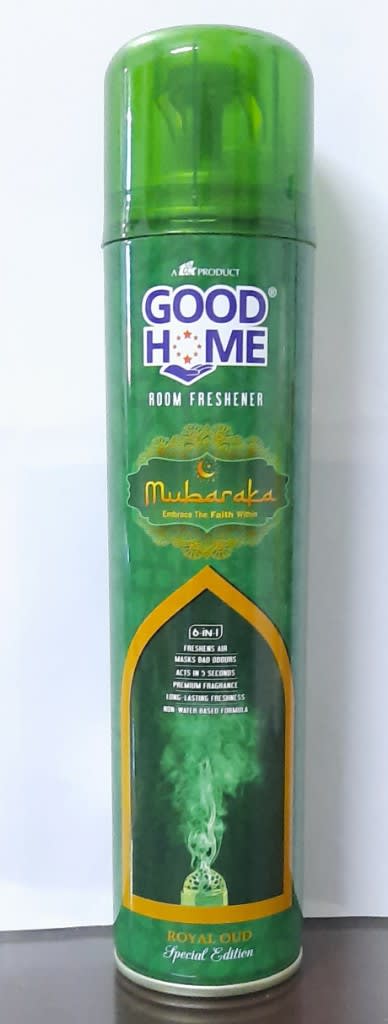 A PRODUCT
GOOD®
HOME
ROOM FRESHENER
Mubaraka
Embrace The Faith Within
6-IN-1
FRESHENS AIR
MASKS BAD ODOURS
ACTS IN 5 SECONDS
PREMIUM FRAGRANCE
LONG-LASTING FRESHNESS
NON-WATER BASED FORMULA
ROYAL OUD
Special Edition